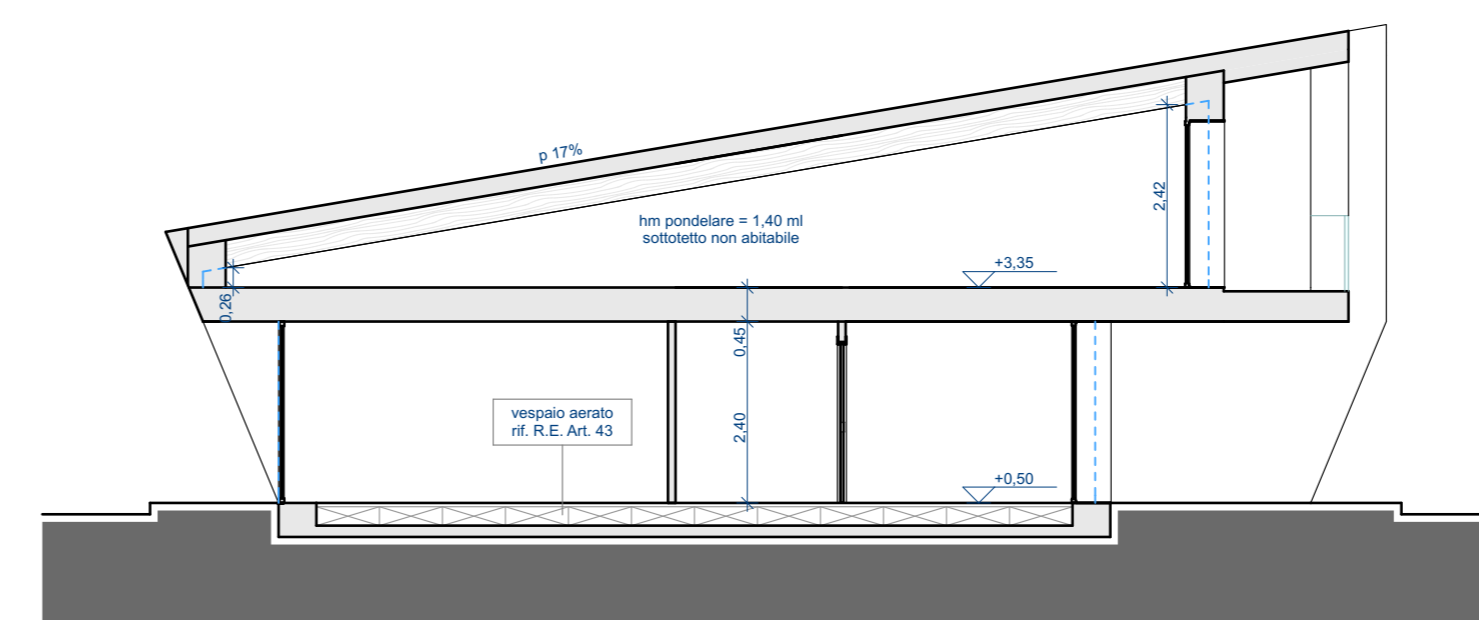 p 17%
2,42
hm pondelare = 1,40 ml
sottotetto non abitabile
+3,35
0,26
0,45
vespaio aerato
rif. R.E. Art. 43
2,40
+0,50